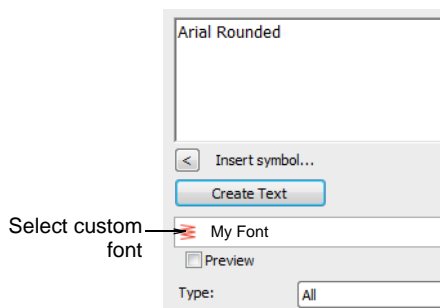 Arial Rounded
< Insert symbol...
Create Text
Select custom
font
My Font
Preview
Type: All